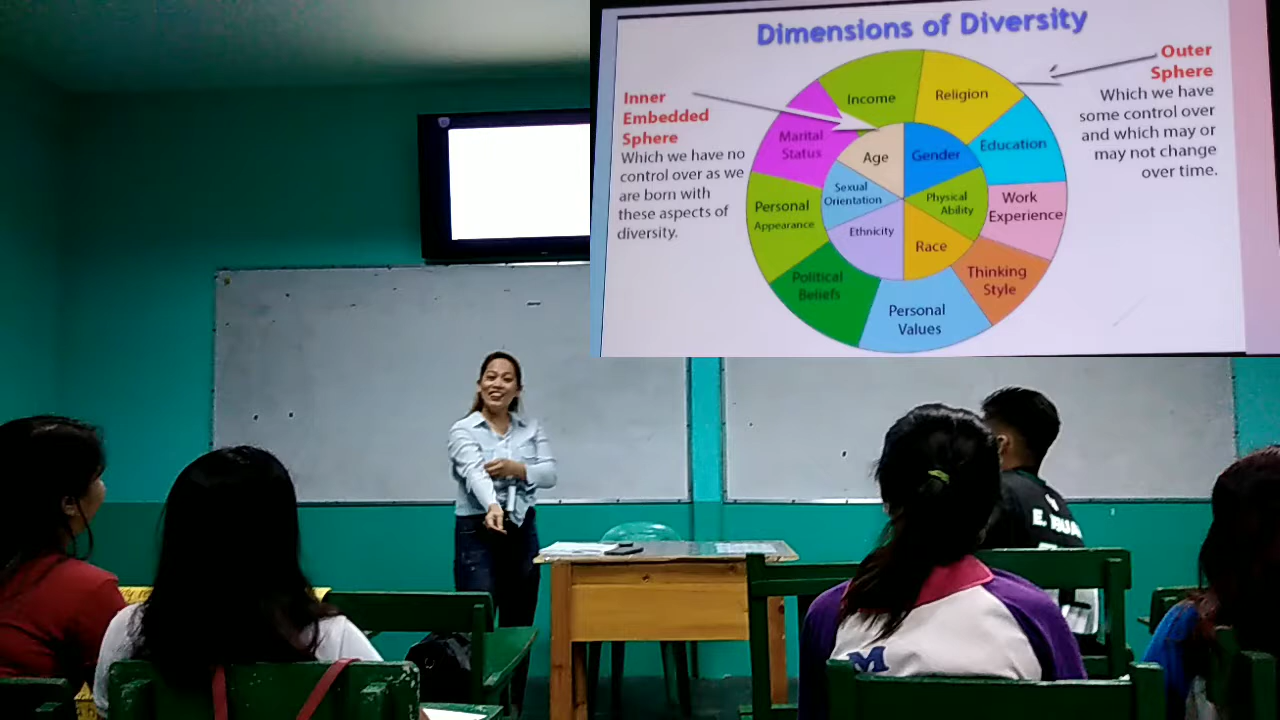 Dimensions of Diversity
Inner
Embedded
Sphere
Which we have no
control over as we
are born with
these aspects of
diversity.
Outer
Sphere
Which we have
some control over
and which may or
may not change
over time.
Income
Religion
Education
Work
Experience
Thinking
Style
Personal
Values
Political
Beliefs
Personal
Appearance
Marital
Status
Age
Gender
Physical
Ability
Race
Ethnicity
Sexual
Orientation
M